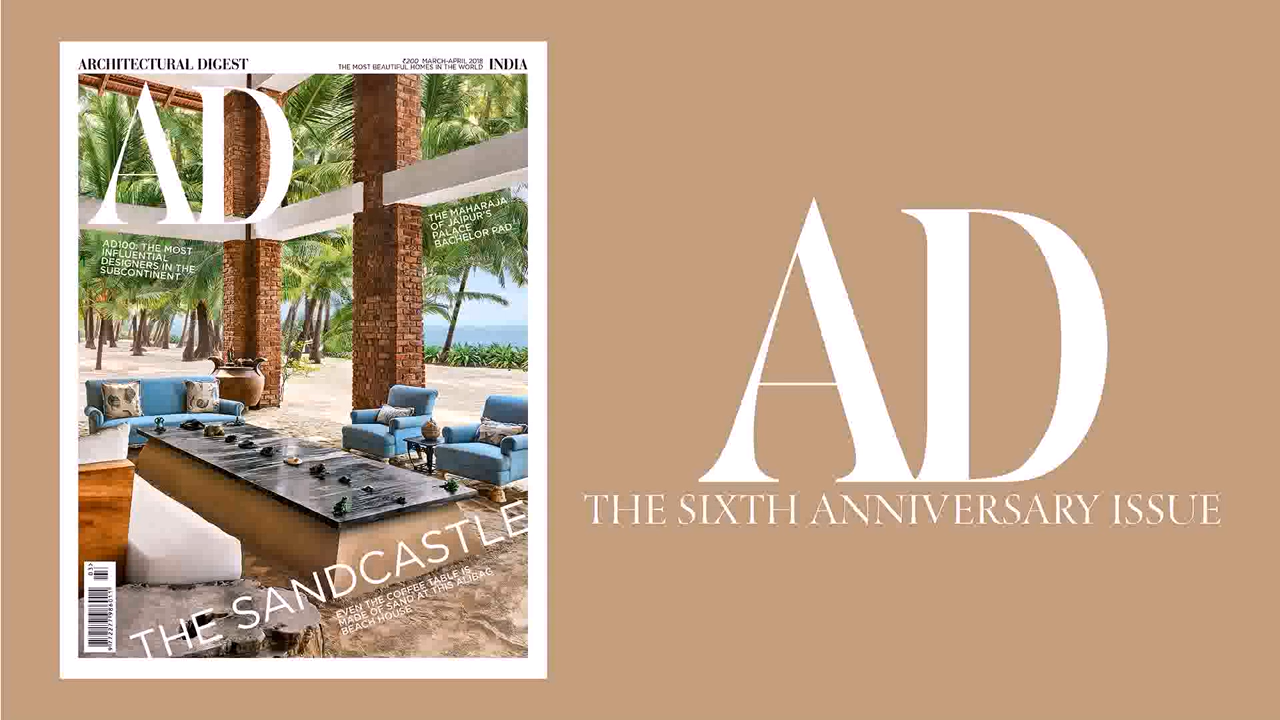 ARCHITECTURAL DIGEST
₹200 MARCH-APRIL 2018
THE MOST BEAUTIFUL HOMES IN THE WORLD
INDIA
AD
AD100: THE MOST
INFLUENTIAL
DESIGNERS IN THE
SUBCONTINENT
THE MAHARAJA
OF JAIPUR'S
PALACE
BACHELOR PAD
THE SANDCASTLE
EVEN THE COFFEE TABLE IS
MADE OF SAND AT THIS ALIBAG
BEACH HOUSE
AD
THE SIXTH ANNIVERSARY ISSUE